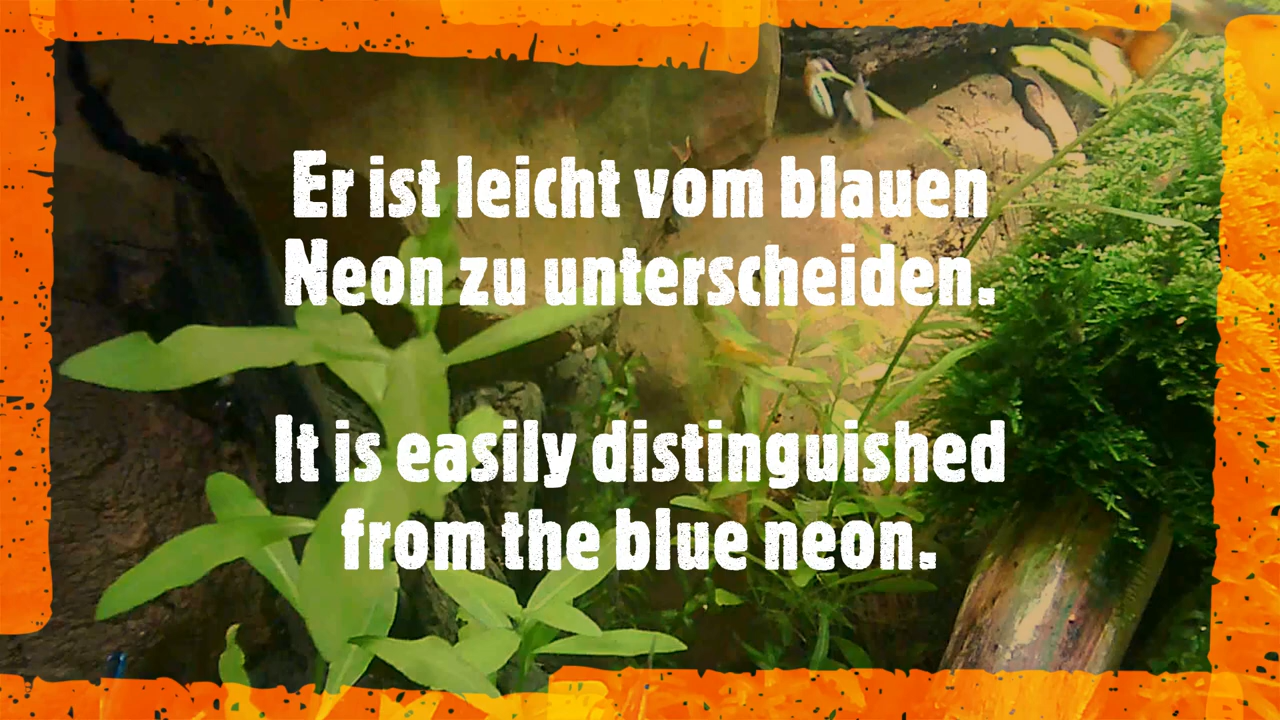 Er ist leicht vom blauen
Neon zu unterscheiden.
It is easily distinguished
from the blue neon.